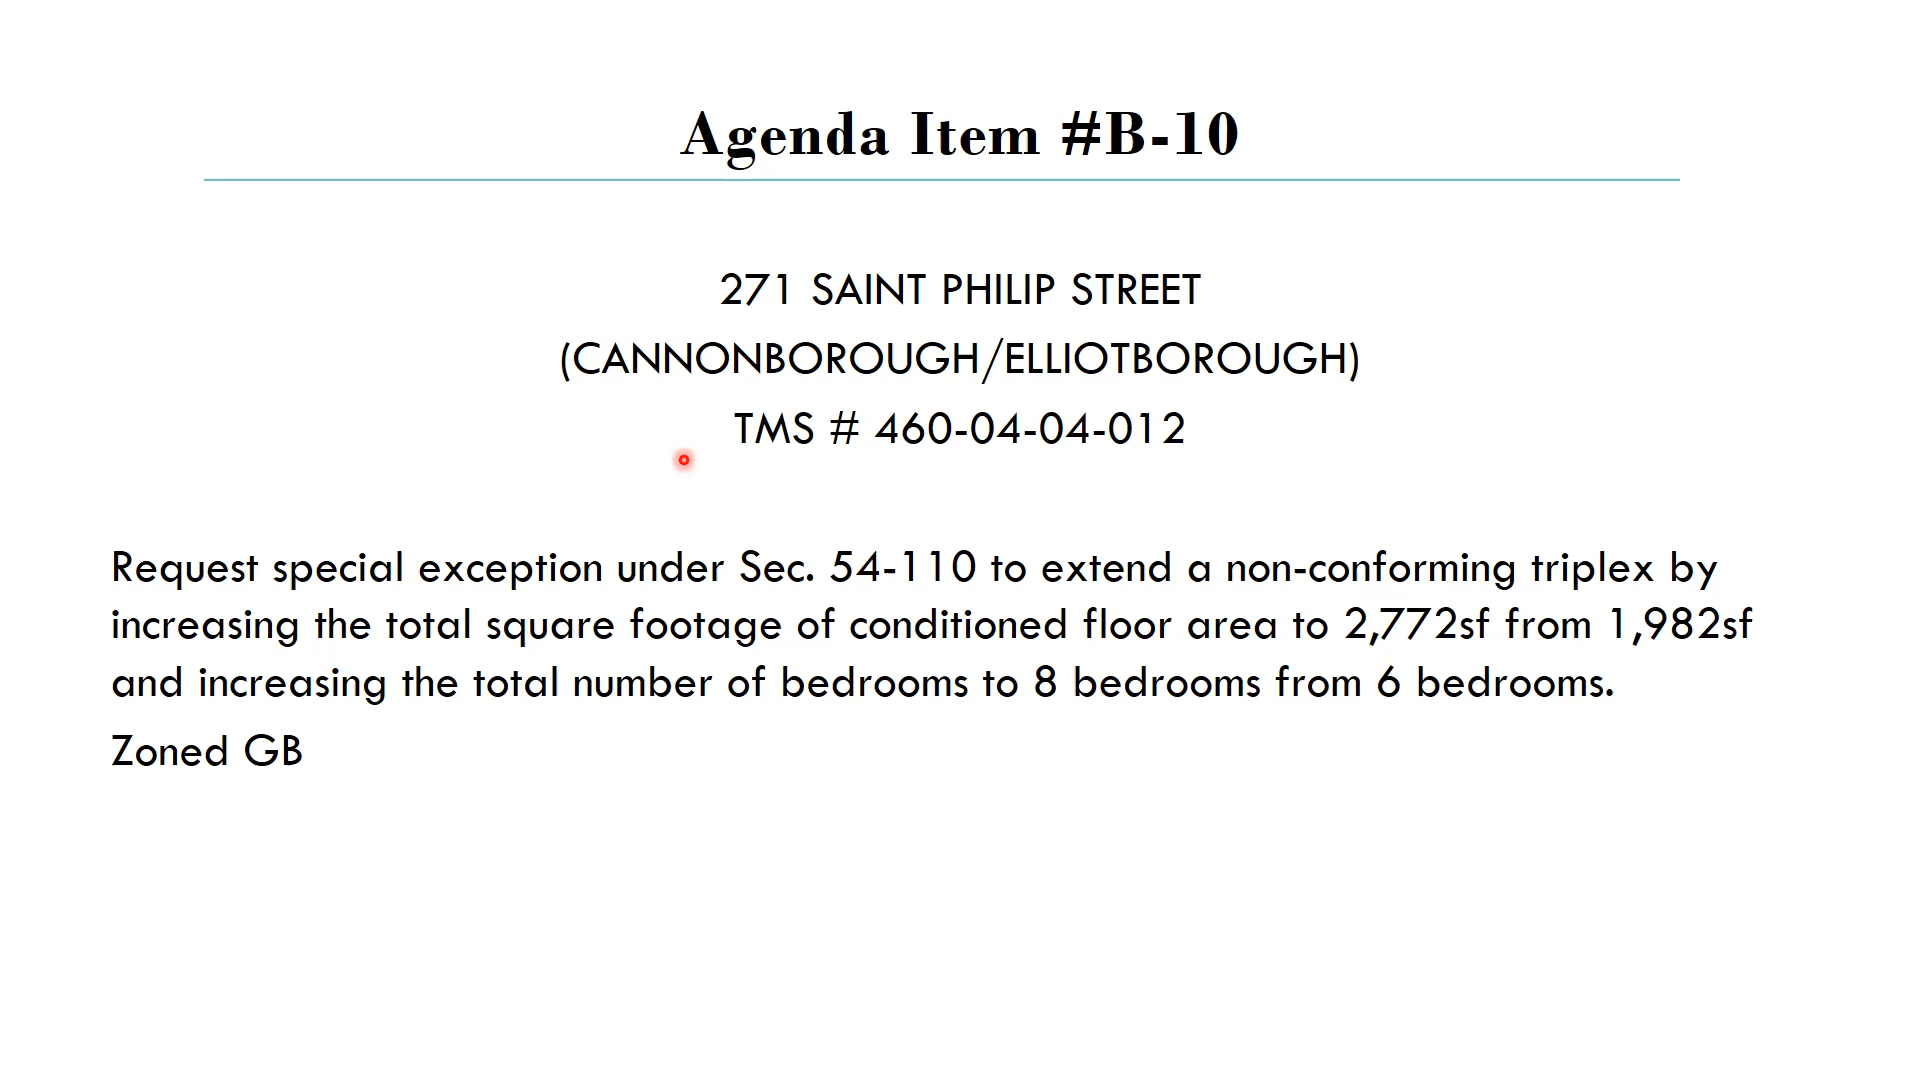 Agenda Item #B-10
271 SAINT PHILIP STREET
(CANNONBOROUGH/ELLIOTBOROUGH)
TMS # 460-04-04-012
Request special exception under Sec. 54-110 to extend a non-conforming triplex by
increasing the total square footage of conditioned floor area to 2,772sf from 1,982sf
and increasing the total number of bedrooms to 8 bedrooms from 6 bedrooms.
Zoned GB